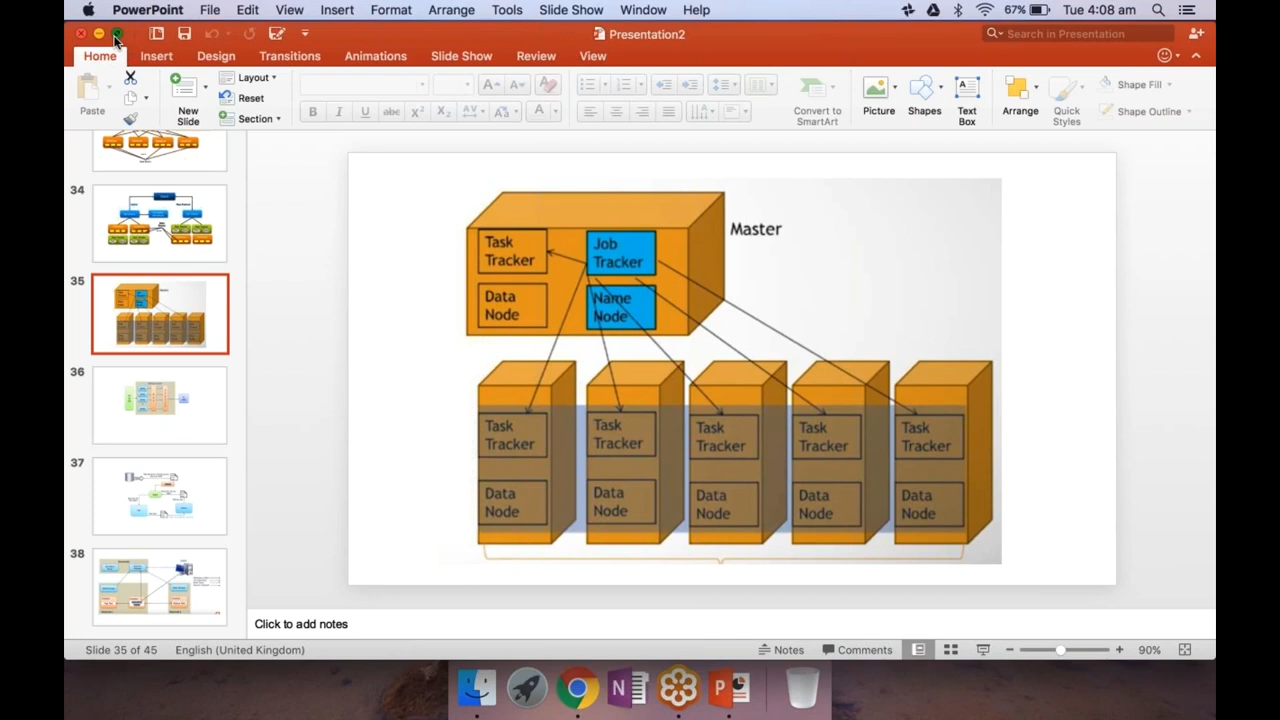 PowerPoint File Edit View Insert Format Arrange Tools Slide Show Window Help 67% Tue 4:08 am
Presentation2
Search in Presentation
Home Insert Design Transitions Animations Slide Show Review View
Paste
New
Slide
Layout
Reset
Section
B I U abc X² X₂ AV Aa A
Convert to
SmartArt
Picture
Shapes
Text
Box
Arrange
Quick
Styles
Shape Fill
Shape Outline
34
35
36
37
38
Master
Task
Tracker
Job
Tracker
Data
Node
Name
Node
Task
Tracker
Task
Tracker
Task
Tracker
Task
Tracker
Task
Tracker
Data
Node
Data
Node
Data
Node
Data
Node
Data
Node
Click to add notes
Slide 35 of 45 English (United Kingdom) Notes Comments 90%